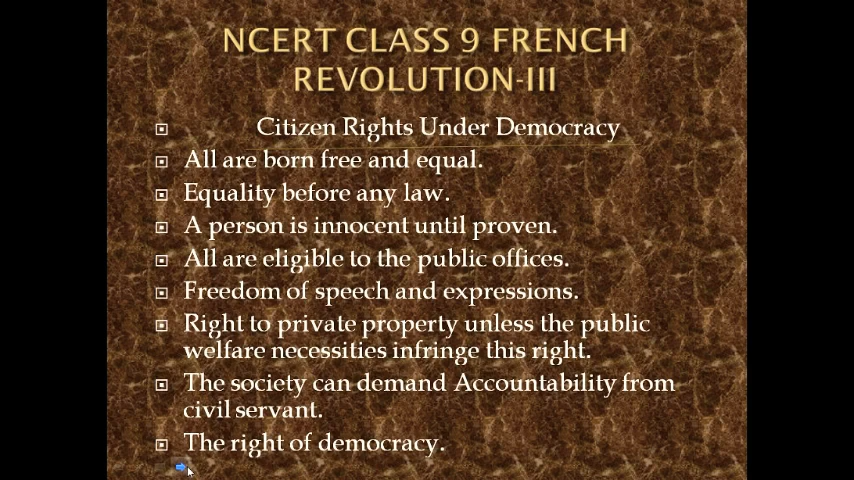 NCERT CLASS 9 FRENCH
REVOLUTION-III
Citizen Rights Under Democracy
All are born free and equal.
Equality before any law.
A person is innocent until proven.
All are eligible to the public offices.
Freedom of speech and expressions.
Right to private property unless the public
welfare necessities infringe this right.
The society can demand Accountability from
civil servant.
The right of democracy.